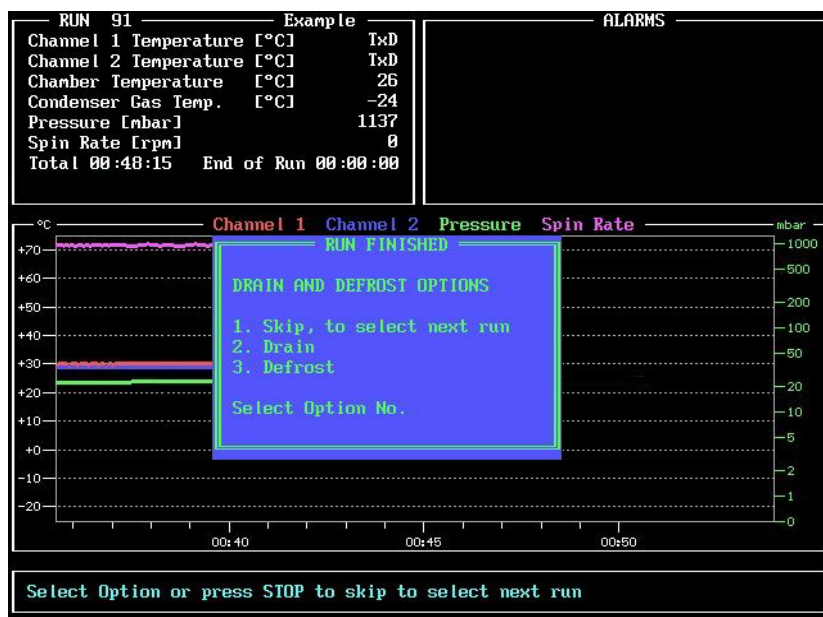 RUN 91 Example
Channel 1 Temperature [°C] TxD
Channel 2 Temperature [°C] TxD
Chamber Temperature [°C] 26
Condenser Gas Temp. [°C] -24
Pressure [mbar] 1137
Spin Rate [rpm] 0
Total 00:48:15 End of Run 00:00:00
ALARMS
°C Channel 1 Channel 2 Pressure Spin Rate mbar
+70
+60
+50
+40
+30
+20
+10
+0
-10
-20
RUN FINISHED
DRAIN AND DEFROST OPTIONS
1. Skip, to select next run
2. Drain
3. Defrost
Select Option No.
1000
500
200
100
50
20
10
5
2
1
0
00:40 00:45 00:50
Select Option or press STOP to skip to select next run